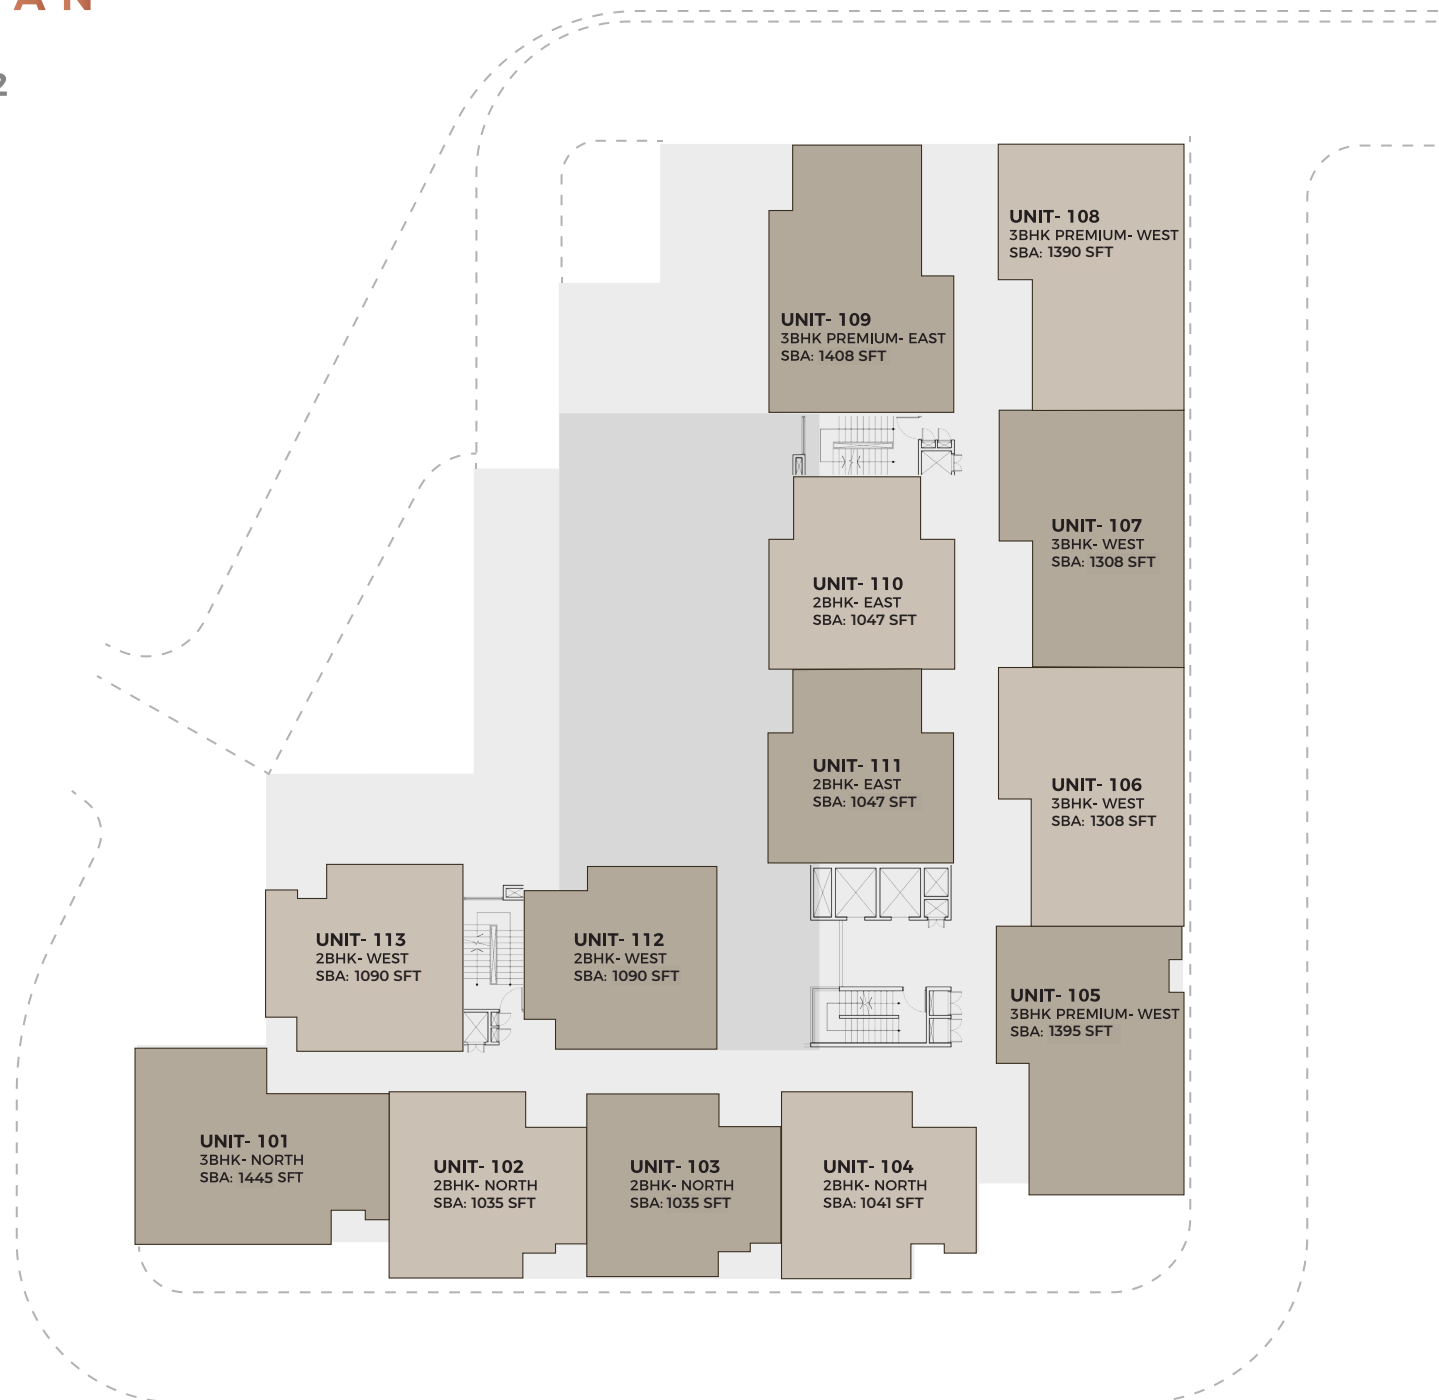 AN
2
UNIT- 108
3BHK PREMIUM- WEST
SBA: 1390 SFT
UNIT- 109
3BHK PREMIUM- EAST
SBA: 1408 SFT
UNIT- 107
3BHK- WEST
SBA: 1308 SFT
UNIT- 110
2BHK- EAST
SBA: 1047 SFT
UNIT- 111
2BHK- EAST
SBA: 1047 SFT
UNIT- 106
3BHK- WEST
SBA: 1308 SFT
UNIT- 113
2BHK- WEST
SBA: 1090 SFT
UNIT- 112
2BHK- WEST
SBA: 1090 SFT
UNIT- 105
3BHK PREMIUM- WEST
SBA: 1395 SFT
UNIT- 101
3BHK- NORTH
SBA: 1445 SFT
UNIT- 102
2BHK- NORTH
SBA: 1035 SFT
UNIT- 103
2BHK- NORTH
SBA: 1035 SFT
UNIT- 104
2BHK- NORTH
SBA: 1041 SFT